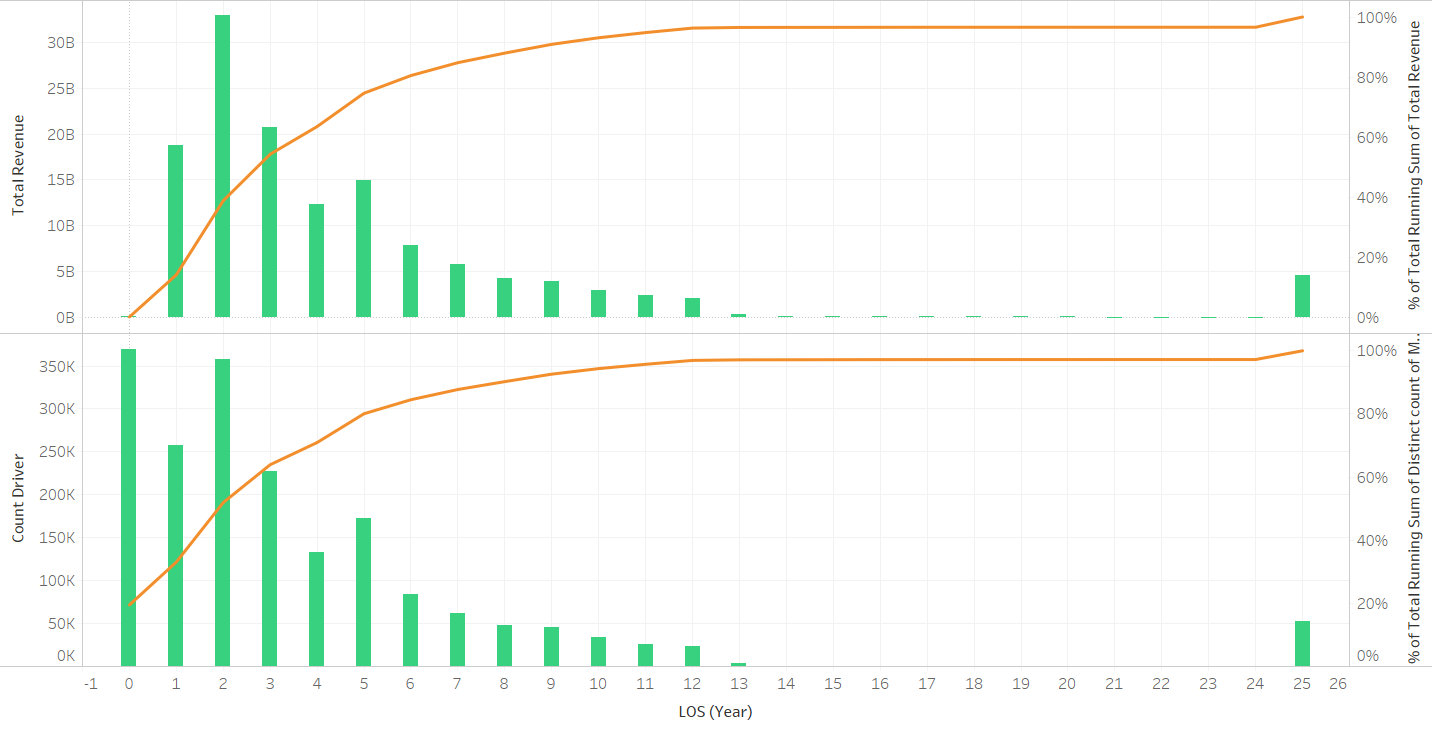 Total Revenue
30B
25B
20B
15B
10B
5B
0B
100%
80%
60%
40%
20%
0%
% of Total Running Sum of Total Revenue
Count Driver
350K
300K
250K
200K
150K
100K
50K
0K
100%
80%
60%
40%
20%
0%
% of Total Running Sum of Distinct count of M..
-1 0 1 2 3 4 5 6 7 8 9 10 11 12 13 14 15 16 17 18 19 20 21 22 23 24 25 26
LOS (Year)